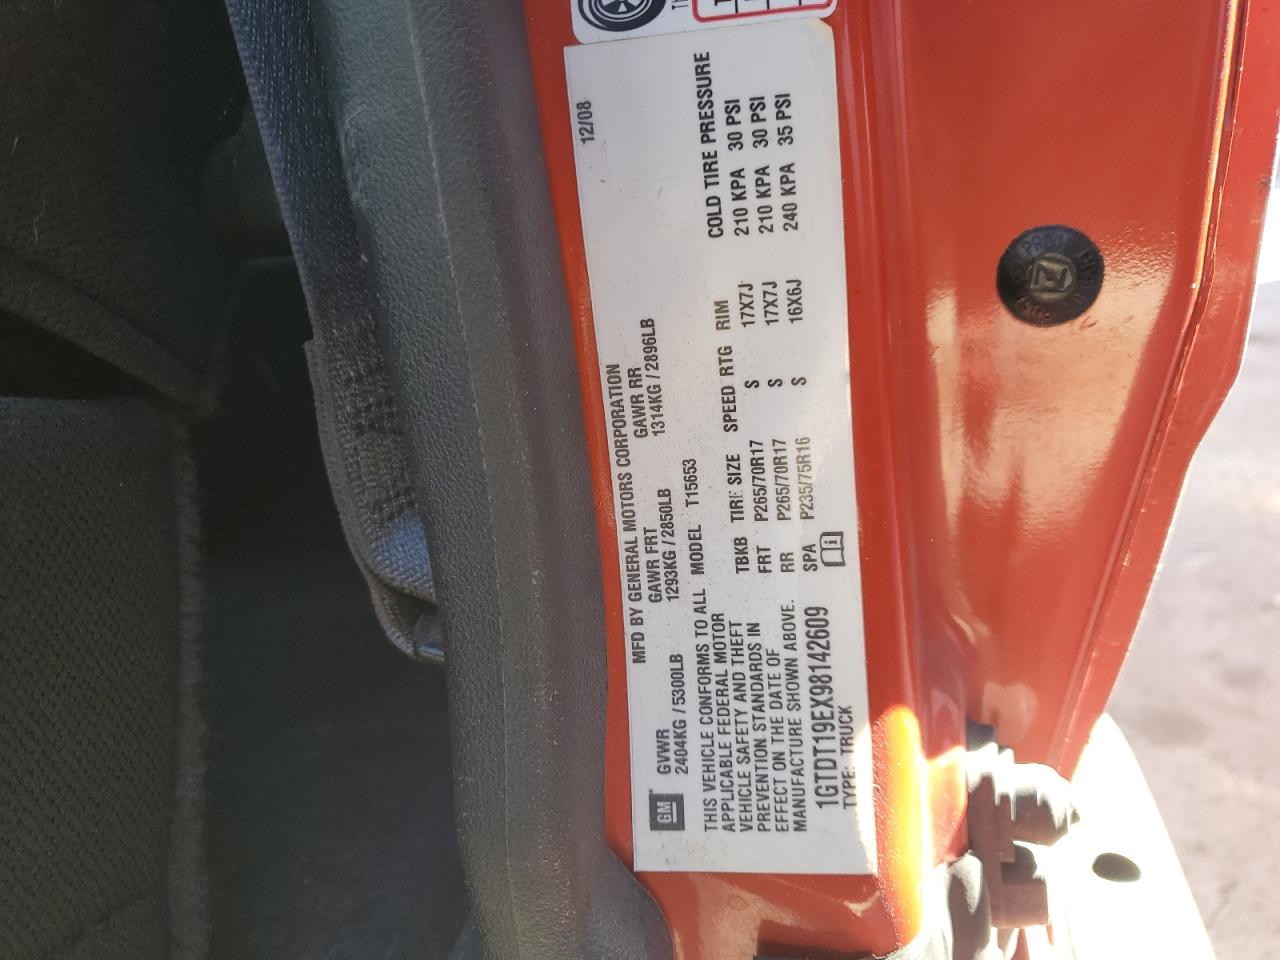 12/08
MFD BY GENERAL MOTORS CORPORATION
GM
GVWR GAWR FRT GAWR RR
2404KG / 5300LB 1293KG / 2850LB 1314KG / 2896LB
THIS VEHICLE CONFORMS TO ALL
APPLICABLE FEDERAL MOTOR
VEHICLE SAFETY AND THEFT
PREVENTION STANDARDS IN
EFFECT ON THE DATE OF
MANUFACTURE SHOWN ABOVE.
1GTDT19EX98142609
TYPE: TRUCK
MODEL T15653
TBKB TIRE SIZE SPEED RTG RIM COLD TIRE PRESSURE
FRT P265/70R17 S 17X7J 210 KPA 30 PSI
RR P265/70R17 S 17X7J 210 KPA 30 PSI
SPA P235/75R16 S 16X6J 240 KPA 35 PSI